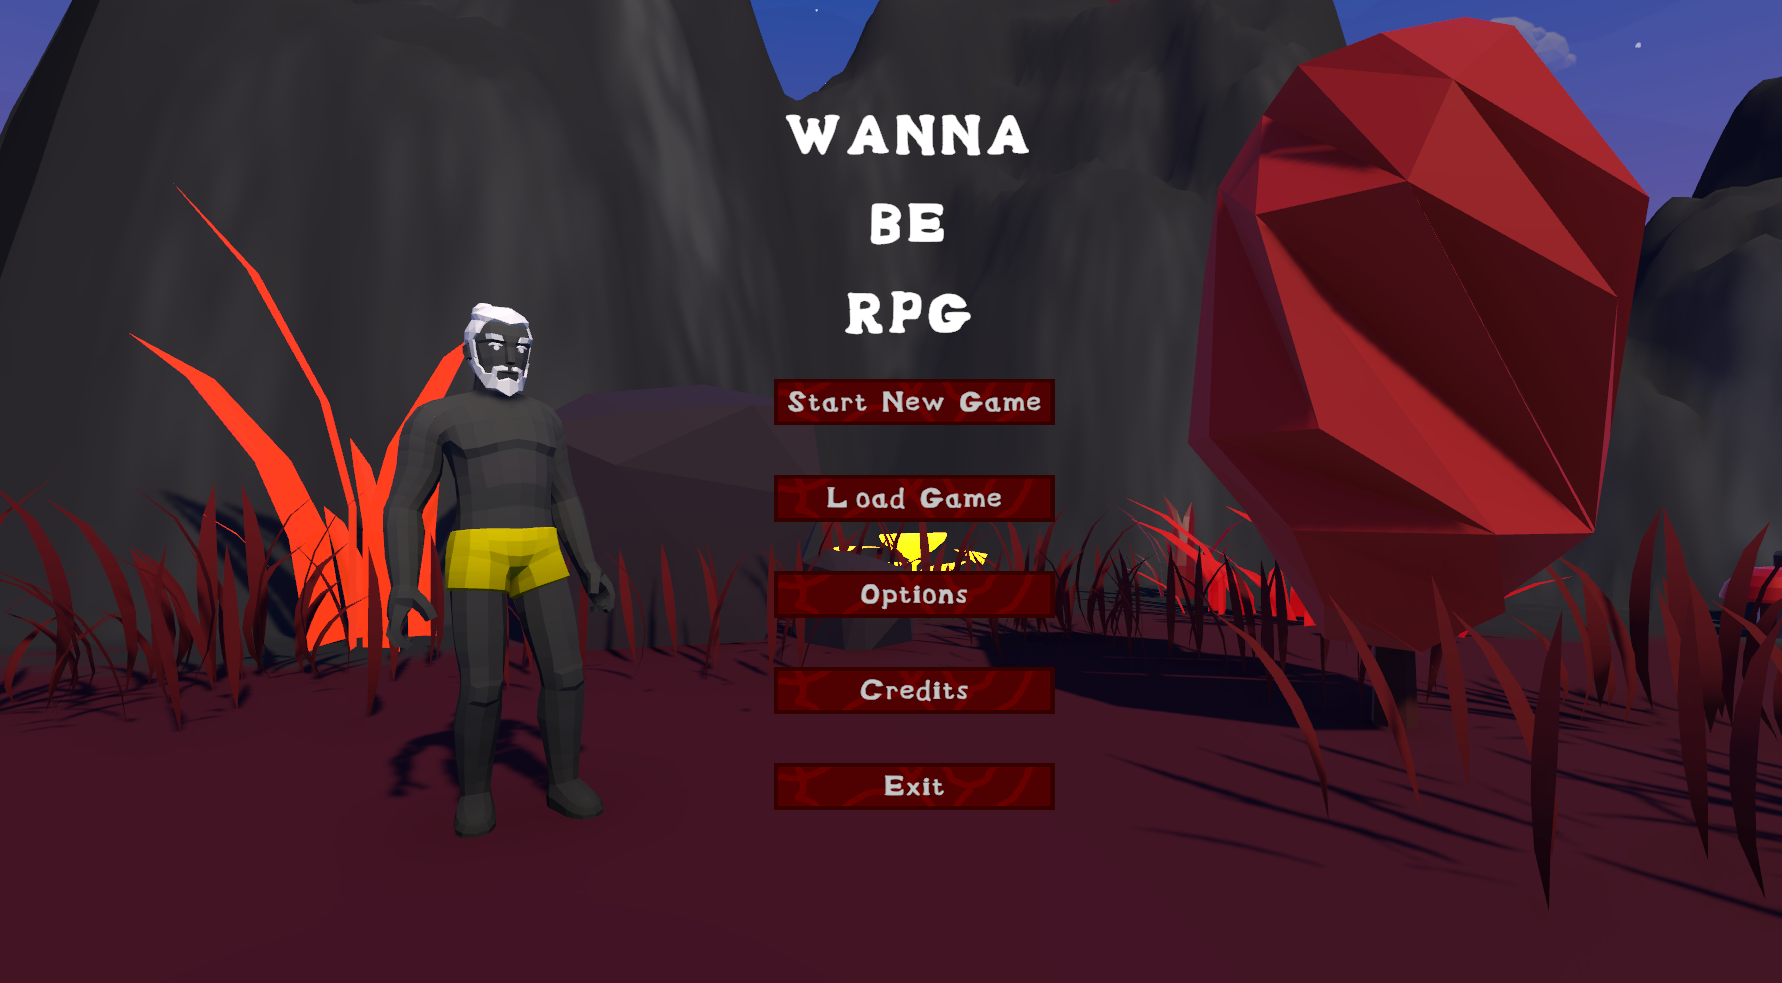 WANNA
BE
RPG
Start New Game
Load Game
Options
Credits
Exit